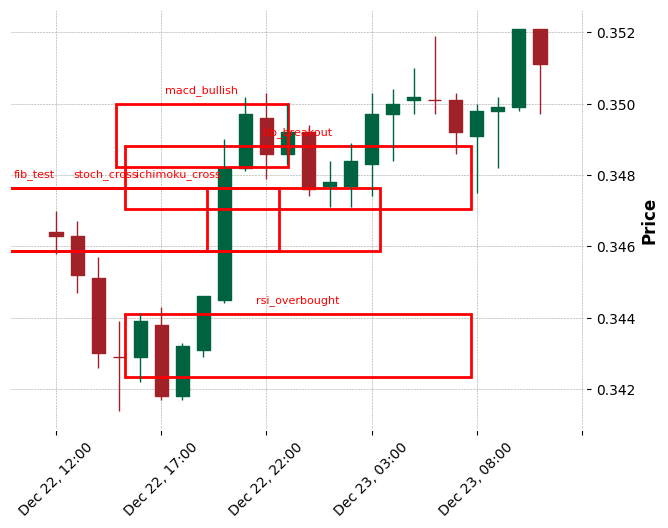 0.352
macd_bullish
0.350
breakout
fib_test
stoch_cross
ichimoku_cross
0.348
Price
0.346
rsi_overbought
0.344
0.342
Dec 22, 12:00
Dec 22, 17:00
Dec 22, 22:00
Dec 23, 03:00
Dec 23, 08:00